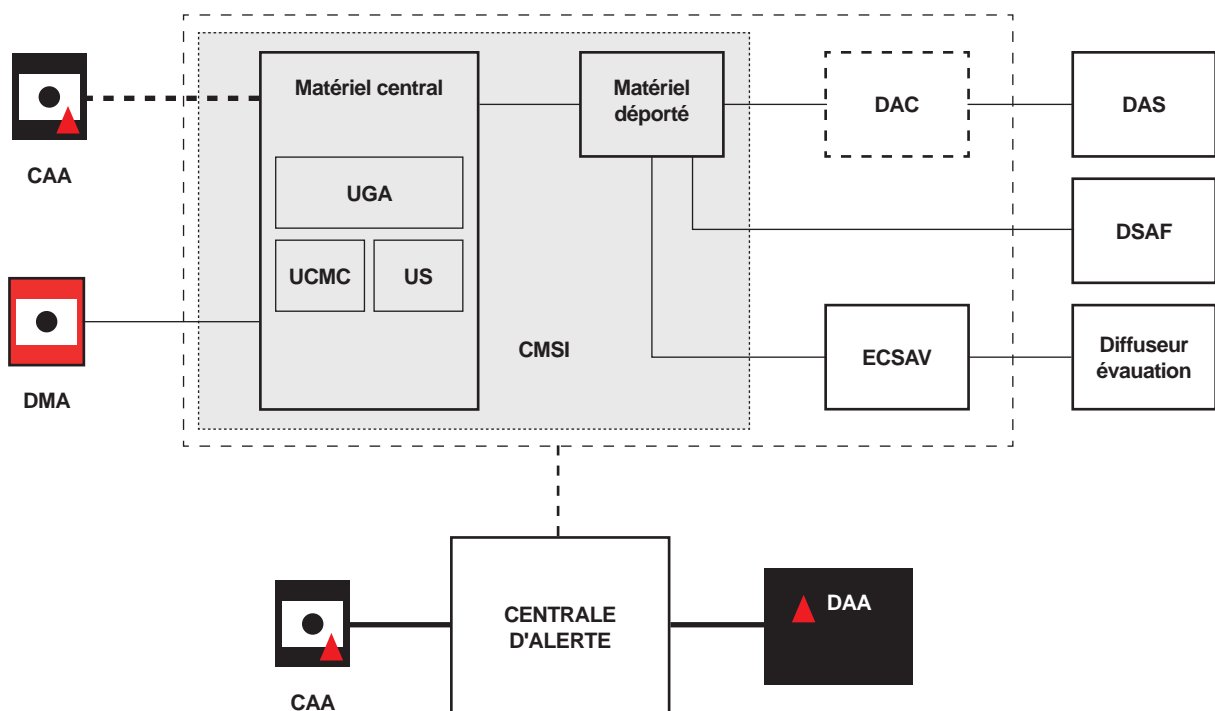 Matériel central
Matériel
déporté
DAC
DAS
CAA
UGA
DSAF
UCMC
US
CMSI
ECSAV
Diffuseur
évauation
DMA
CENTRALE
D'ALERTE
DAA
CAA